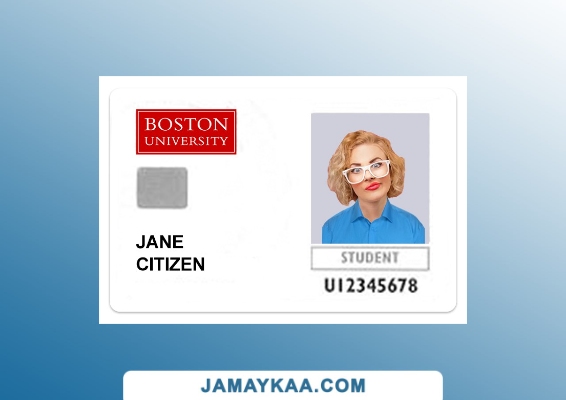 BOSTON
UNIVERSITY
JANE
CITIZEN
STUDENT
U12345678
JAMAYKAA.COM